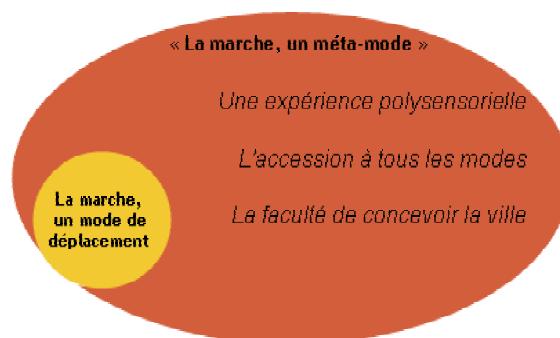 « La marche, un méta-mode »
Une expérience polysensorielle
L'accession à tous les modes
La faculté de concevoir la ville
La marche,
un mode de
déplacement